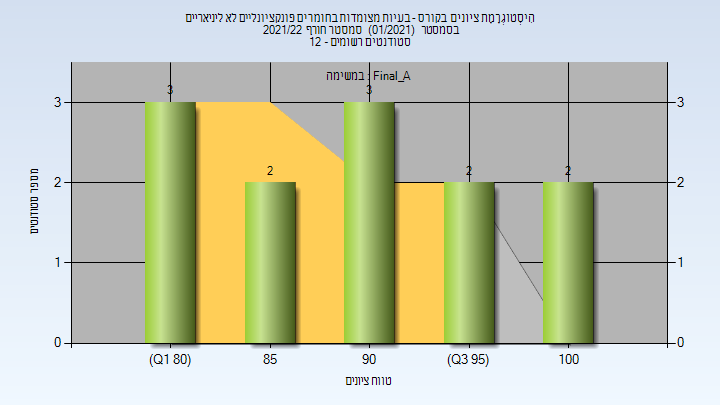 הִיסְטוֹגְרַמַת ציונים בקורס - בעיות מצומדות בחומרים פונקציונליים לא ליניאריים
בסמסטר (01/2021) סמסטר חורף 2021/22
סטודנטים רשומים - 12
במשימה : Final_A
3 2 3 2 2
מספר סטודנטים
3 3
2 2
1 1
0 0
(Q1 80) 85 90 (Q3 95) 100
טווח ציונים